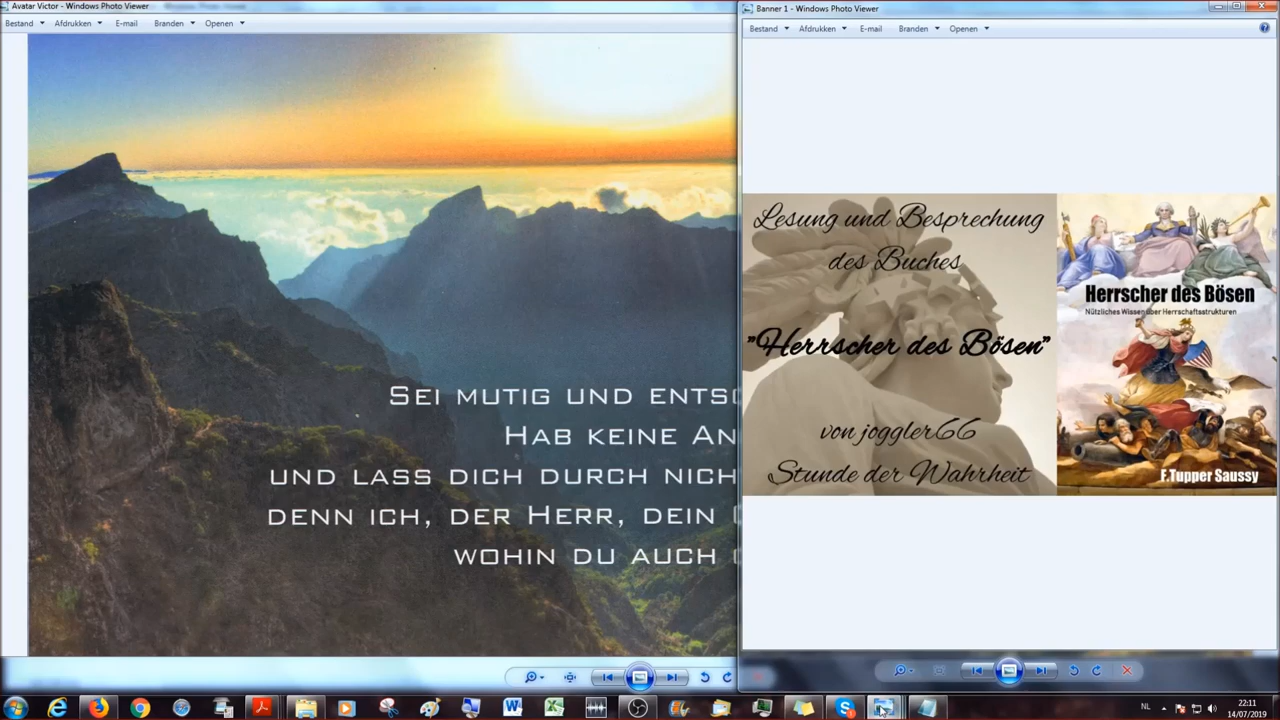 Avatar Victor - Windows Photo Viewer
Bestand Afdrukken E-mail Branden Openen
Sei mutig und
Hab keine
und lass dich durch
denn ich, der Herr, dein
wohin du auch
Banner 1 - Windows Photo Viewer
Bestand Afdrukken E-mail Branden Openen
Lesung und Besprechung
des Buches
"Herrscher des Bösen"
von joggler66
Stunde der Wahrheit
Herrscher des Bösen
Nützliches Wissen über Herrschaftsstrukturen
F.Tupper Saussy
NL
22:11
14/07/2019